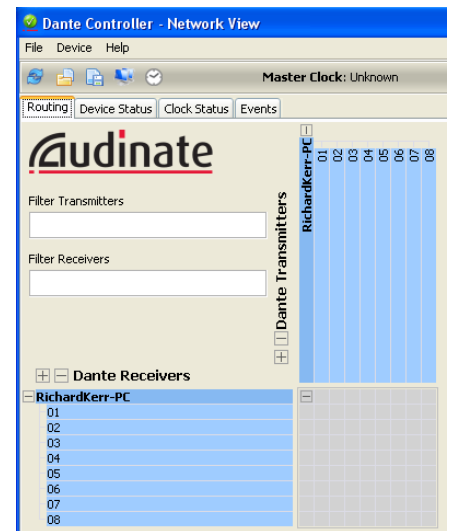 Dante Controller - Network View
File Device Help
Master Clock: Unknown
Routing Device Status Clock Status Events
Audinate
Filter Transmitters
Filter Receivers
Dante Transmitters
RichardKerr-PC
01
02
03
04
05
06
07
08
Dante Receivers
RichardKerr-PC
01
02
03
04
05
06
07
08